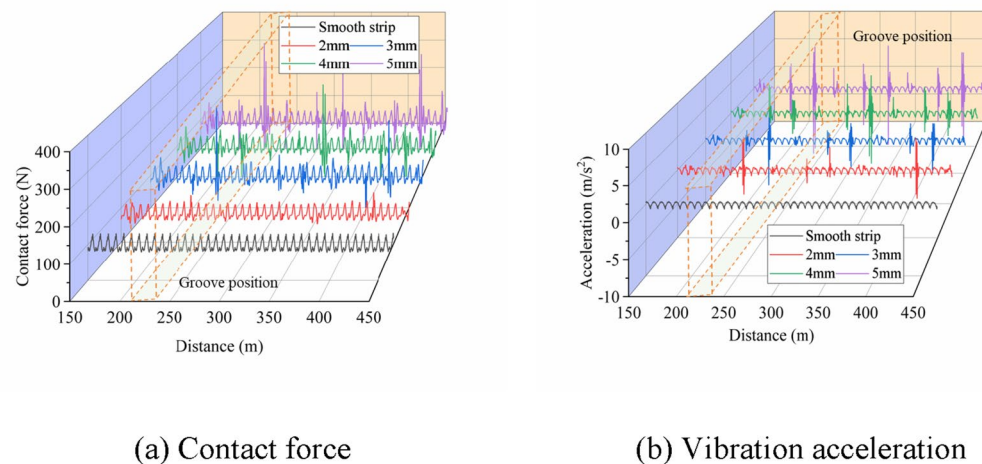 Smooth strip
2mm 3mm
4mm 5mm
400
300
200
100
0
Contact force (N)
Groove position
150 200 250 300 350 400 450
Distance (m)
(a) Contact force
Groove position
10
5
0
-5
-10
Acceleration (m/s²)
Smooth strip
2mm 3mm
4mm 5mm
150 200 250 300 350 400 450
Distance (m)
(b) Vibration acceleration